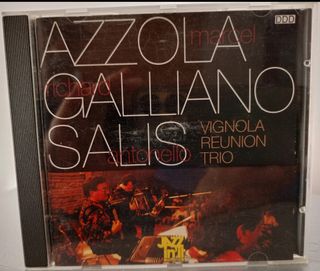 AZZOLA
marcel
DDD
richard
GALLIANO
SALIS
antonello
VIGNOLA
REUNION
TRIO